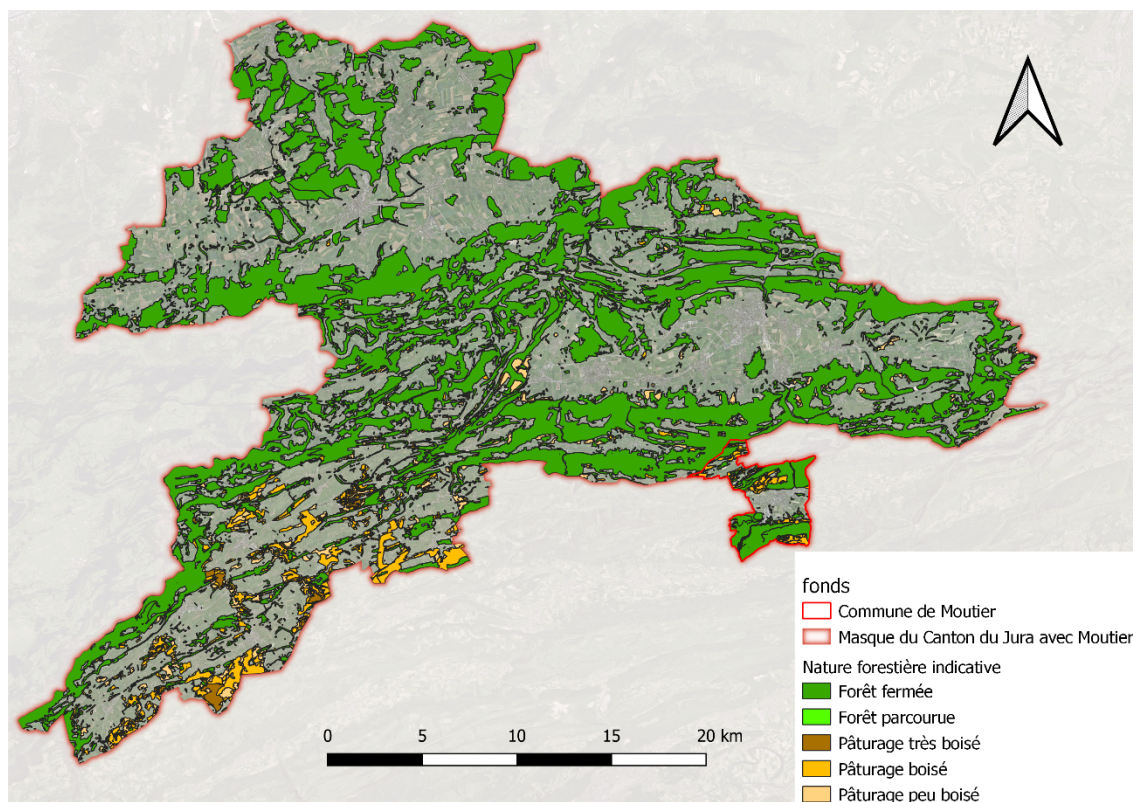 0 5 10 15 20 km
fonds
Commune de Moutier
Masque du Canton du Jura avec Moutier
Nature forestière indicative
Forêt fermée
Forêt parcourue
Pâturage très boisé
Pâturage boisé
Pâturage peu boisé